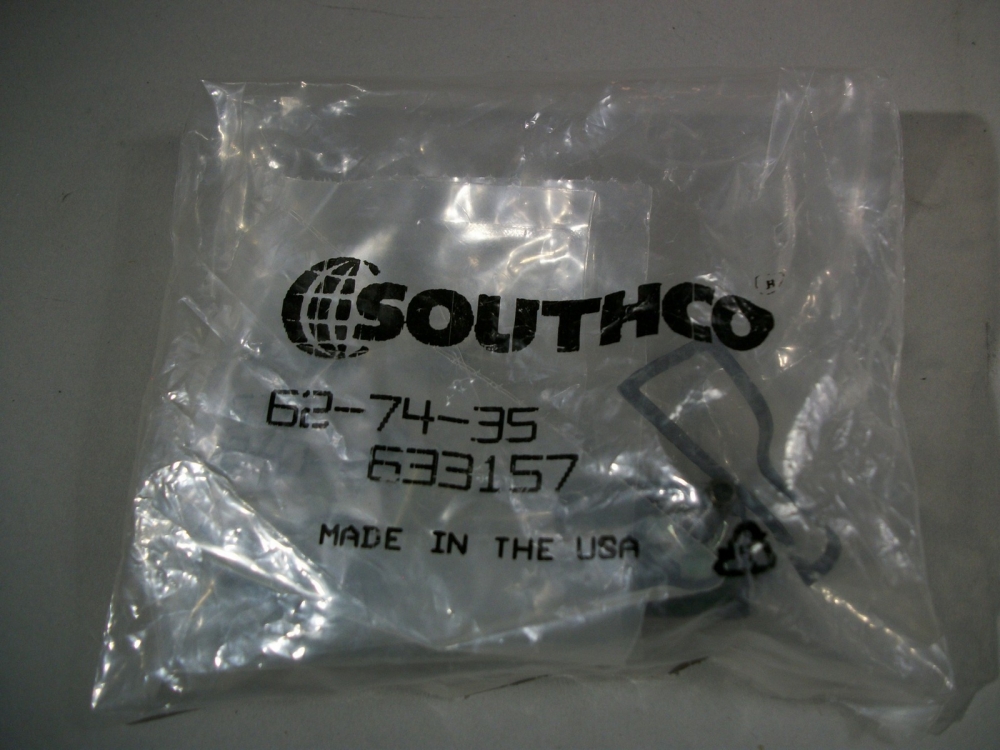 SOUTHCO
62-74-35
633157
MADE IN THE USA